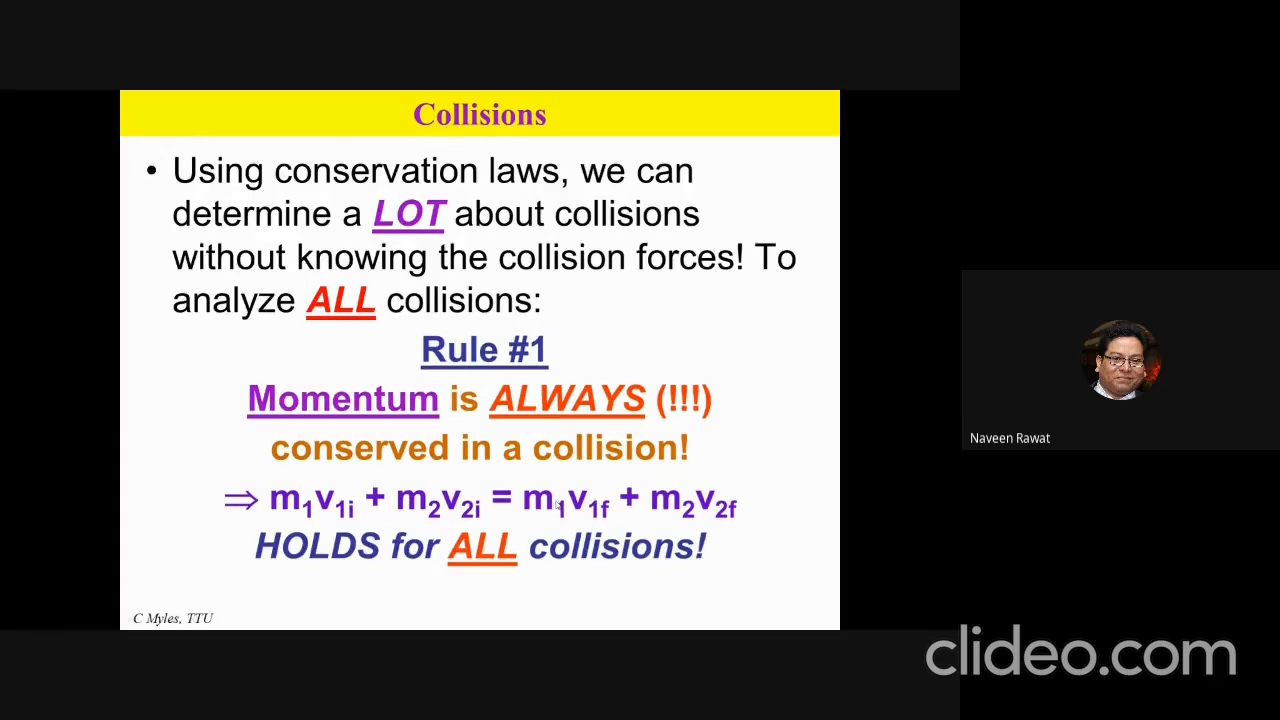 Collisions
• Using conservation laws, we can
determine a LOT about collisions
without knowing the collision forces! To
analyze ALL collisions:
Rule #1
Momentum is ALWAYS (!!!)
conserved in a collision!
⇒ m₁v₁ᵢ + m₂v₂ᵢ = m₁v₁f + m₂v₂f
HOLDS for ALL collisions!
C Myles, TTU
Naveen Rawat
clideo.com